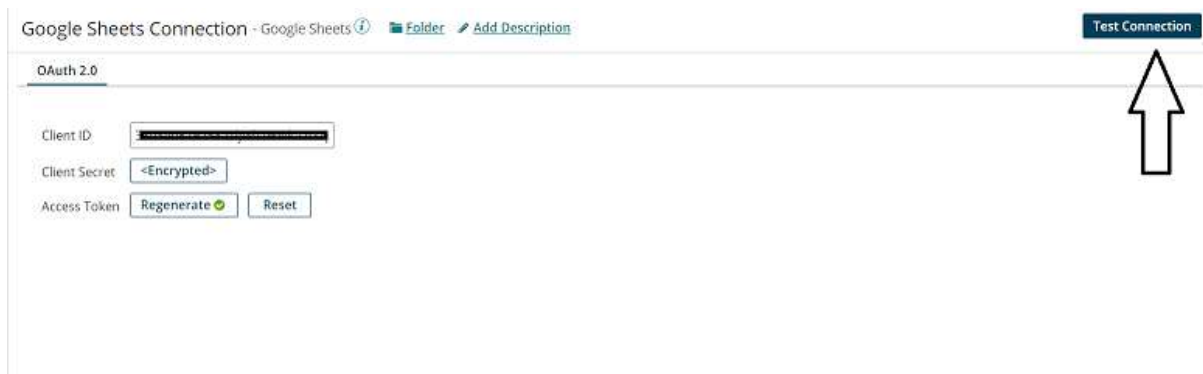 Google Sheets Connection - Google Sheets i Folder Add Description
Test Connection
OAuth 2.0
Client ID
Client Secret <Encrypted>
Access Token Regenerate Reset